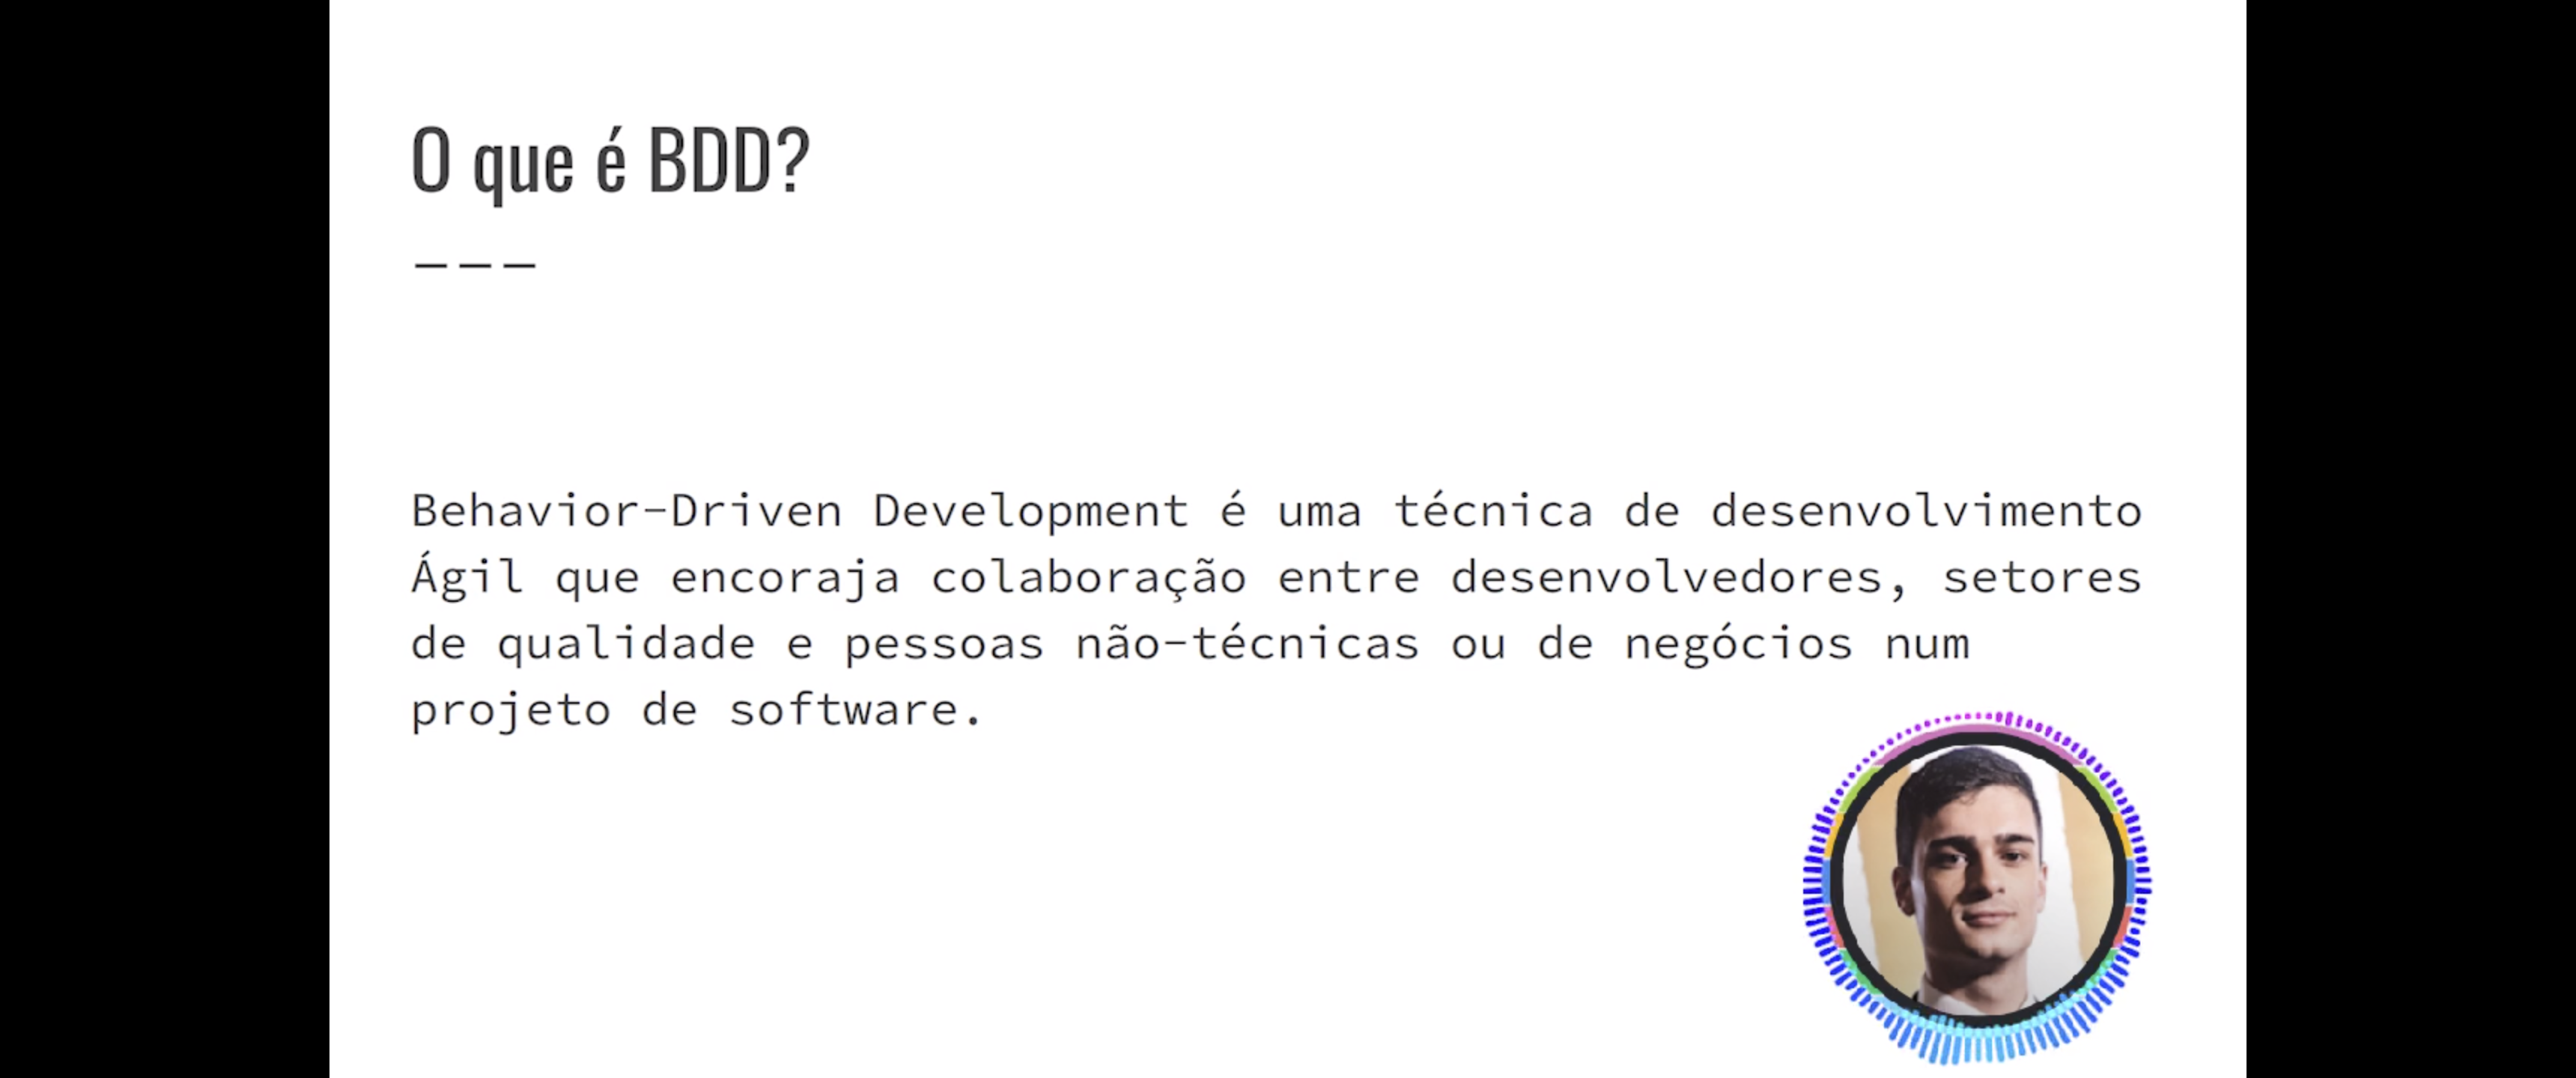 O que é BDD?
———
Behavior-Driven Development é uma técnica de desenvolvimento
Ágil que encoraja colaboração entre desenvolvedores, setores
de qualidade e pessoas não-técnicas ou de negócios num
projeto de software.